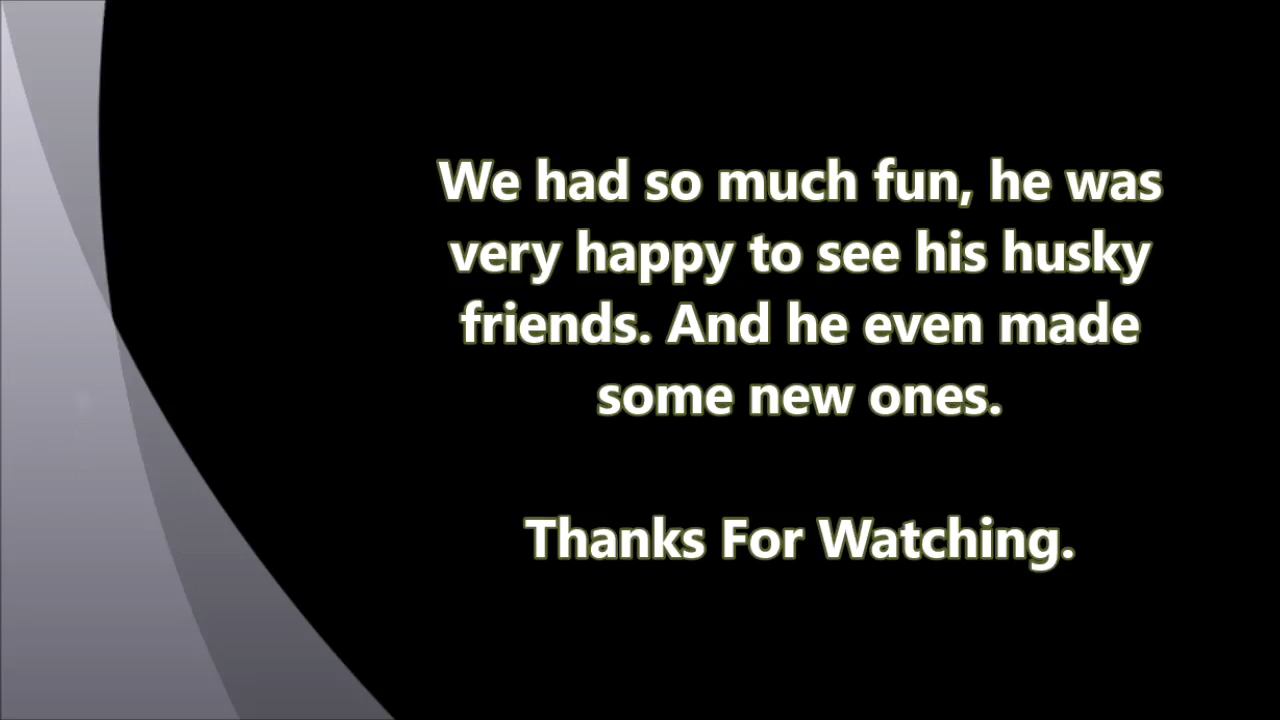 We had so much fun, he was
very happy to see his husky
friends. And he even made
some new ones.
Thanks For Watching.